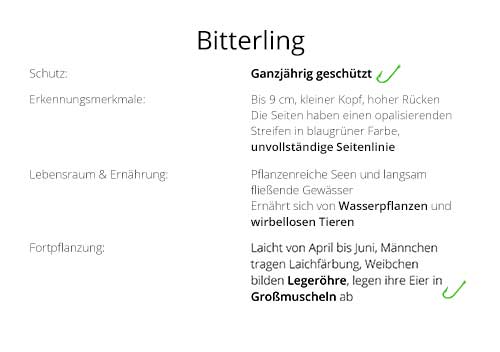 Bitterling
Schutz: Ganzjährig geschützt
Erkennungsmerkmale: Bis 9 cm, kleiner Kopf, hoher Rücken
Die Seiten haben einen opalisierenden
Streifen in blaugrüner Farbe,
unvollständige Seitenlinie
Lebensraum & Ernährung: Pflanzenreiche Seen und langsam
fließende Gewässer
Ernährt sich von Wasserpflanzen und
wirbellosen Tieren
Fortpflanzung: Laicht von April bis Juni, Männchen
tragen Laichfärbung, Weibchen
bilden Legeröhre, legen ihre Eier in
Großmuscheln ab